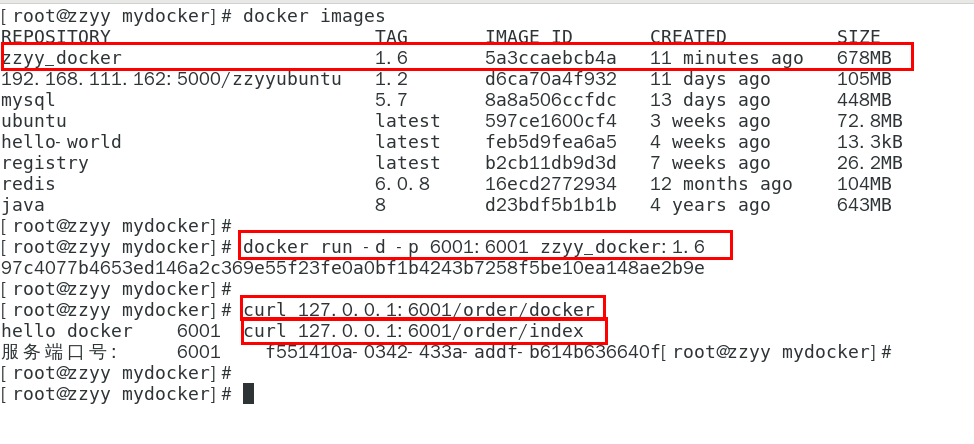 [root@zzyy mydocker]# docker images
REPOSITORY TAG IMAGE ID CREATED SIZE
zzyy_docker 1.6 5a3ccaebcb4a 11 minutes ago 678MB
192.168.111.162:5000/zzyyubuntu 1.2 d6ca70a4f932 11 days ago 105MB
mysql 5.7 8a8a506ccfdc 13 days ago 448MB
ubuntu latest 597ce1600cf4 3 weeks ago 72.8MB
hello-world latest feb5d9fea6a5 4 weeks ago 13.3kB
registry latest b2cb11db9d3d 7 weeks ago 26.2MB
redis 6.0.8 16ecd2772934 12 months ago 104MB
java 8 d23bdf5b1b1b 4 years ago 643MB
[root@zzyy mydocker]#
[root@zzyy mydocker]# docker run -d -p 6001:6001 zzyy_docker:1.6
97c4077b4653ed146a2c369e55f23fe0a0bf1b4243b7258f5be10ea148ae2b9e
[root@zzyy mydocker]#
[root@zzyy mydocker]# curl 127.0.0.1:6001/order/docker
hello docker 6001 curl 127.0.0.1:6001/order/index
服务端口号: 6001 f551410a-0342-433a-addf-b614b636640f[root@zzyy mydocker]#
[root@zzyy mydocker]#
[root@zzyy mydocker]#